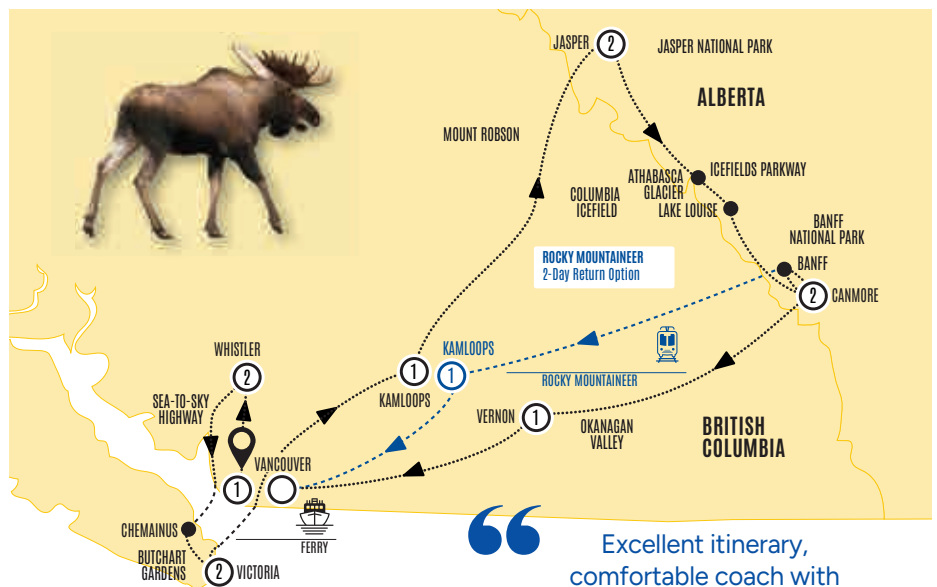 JASPER
2
JASPER NATIONAL PARK
ALBERTA
MOUNT ROBSON
ATHABASCA
GLACIER
ICEFIELDS PARKWAY
COLUMBIA
ICEFIELD
LAKE LOUISE
BANFF
NATIONAL PARK
BANFF
ROCKY MOUNTAINEER
2-Day Return Option
2
CANMORE
WHISTLER
2
KAMLOOPS
1
1
KAMLOOPS
ROCKY MOUNTAINEER
SEA-TO-SKY
HIGHWAY
VERNON
1
OKANAGAN
VALLEY
BRITISH
COLUMBIA
VANCOUVER
1
CHEMAINUS
FERRY
BUTCHART
GARDENS
2
VICTORIA
“
Excellent itinerary,
comfortable coach with